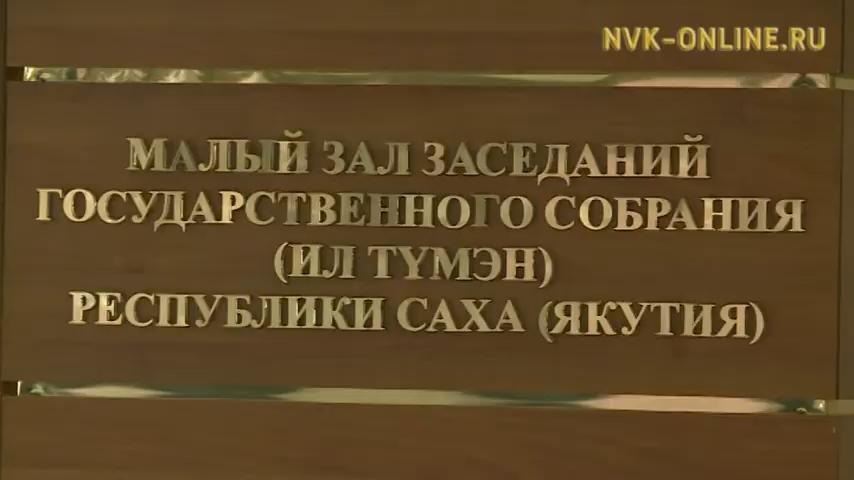 NVK-ONLINE.RU
МАЛЫЙ ЗАЛ ЗАСЕДАНИЙ
ГОСУДАРСТВЕННОГО СОБРАНИЯ
(ИЛ ТҮМЭН)
РЕСПУБЛИКИ САХА (ЯКУТИЯ)